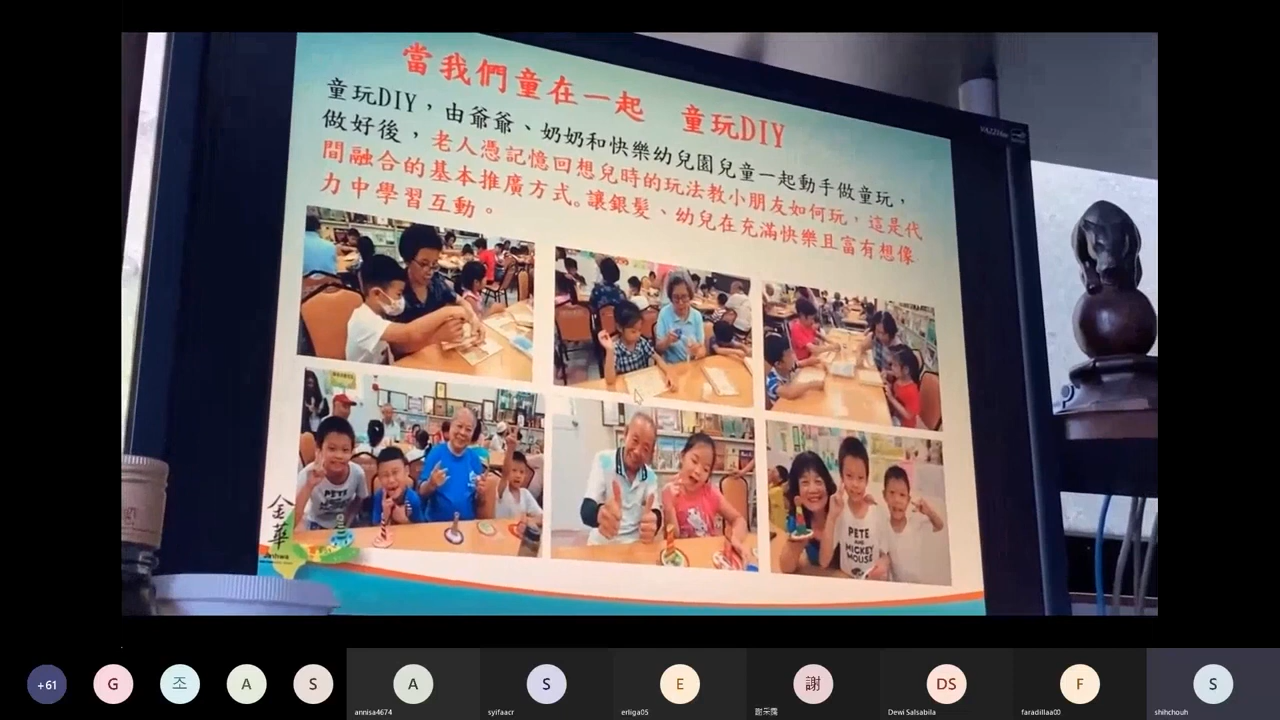 當我們童在一起 童玩DIY
童玩DIY，由爺爺、奶奶和快樂幼兒園兒童一起動手做童玩，
做好後，老人憑記憶回想兒時的玩法教小朋友如何玩，這是代
間融合的基本推廣方式。讓銀髮、幼兒在充滿快樂且富有想像
力中學習互動。
PETE
PETE
AND
MICKEY
MOUSE
金華
+61
G
조
A
S
A
S
E
謝
DS
F
S
annisa4674
syifaacr
erliga05
Dewi Salsabila
faradillaa00
shihchouh